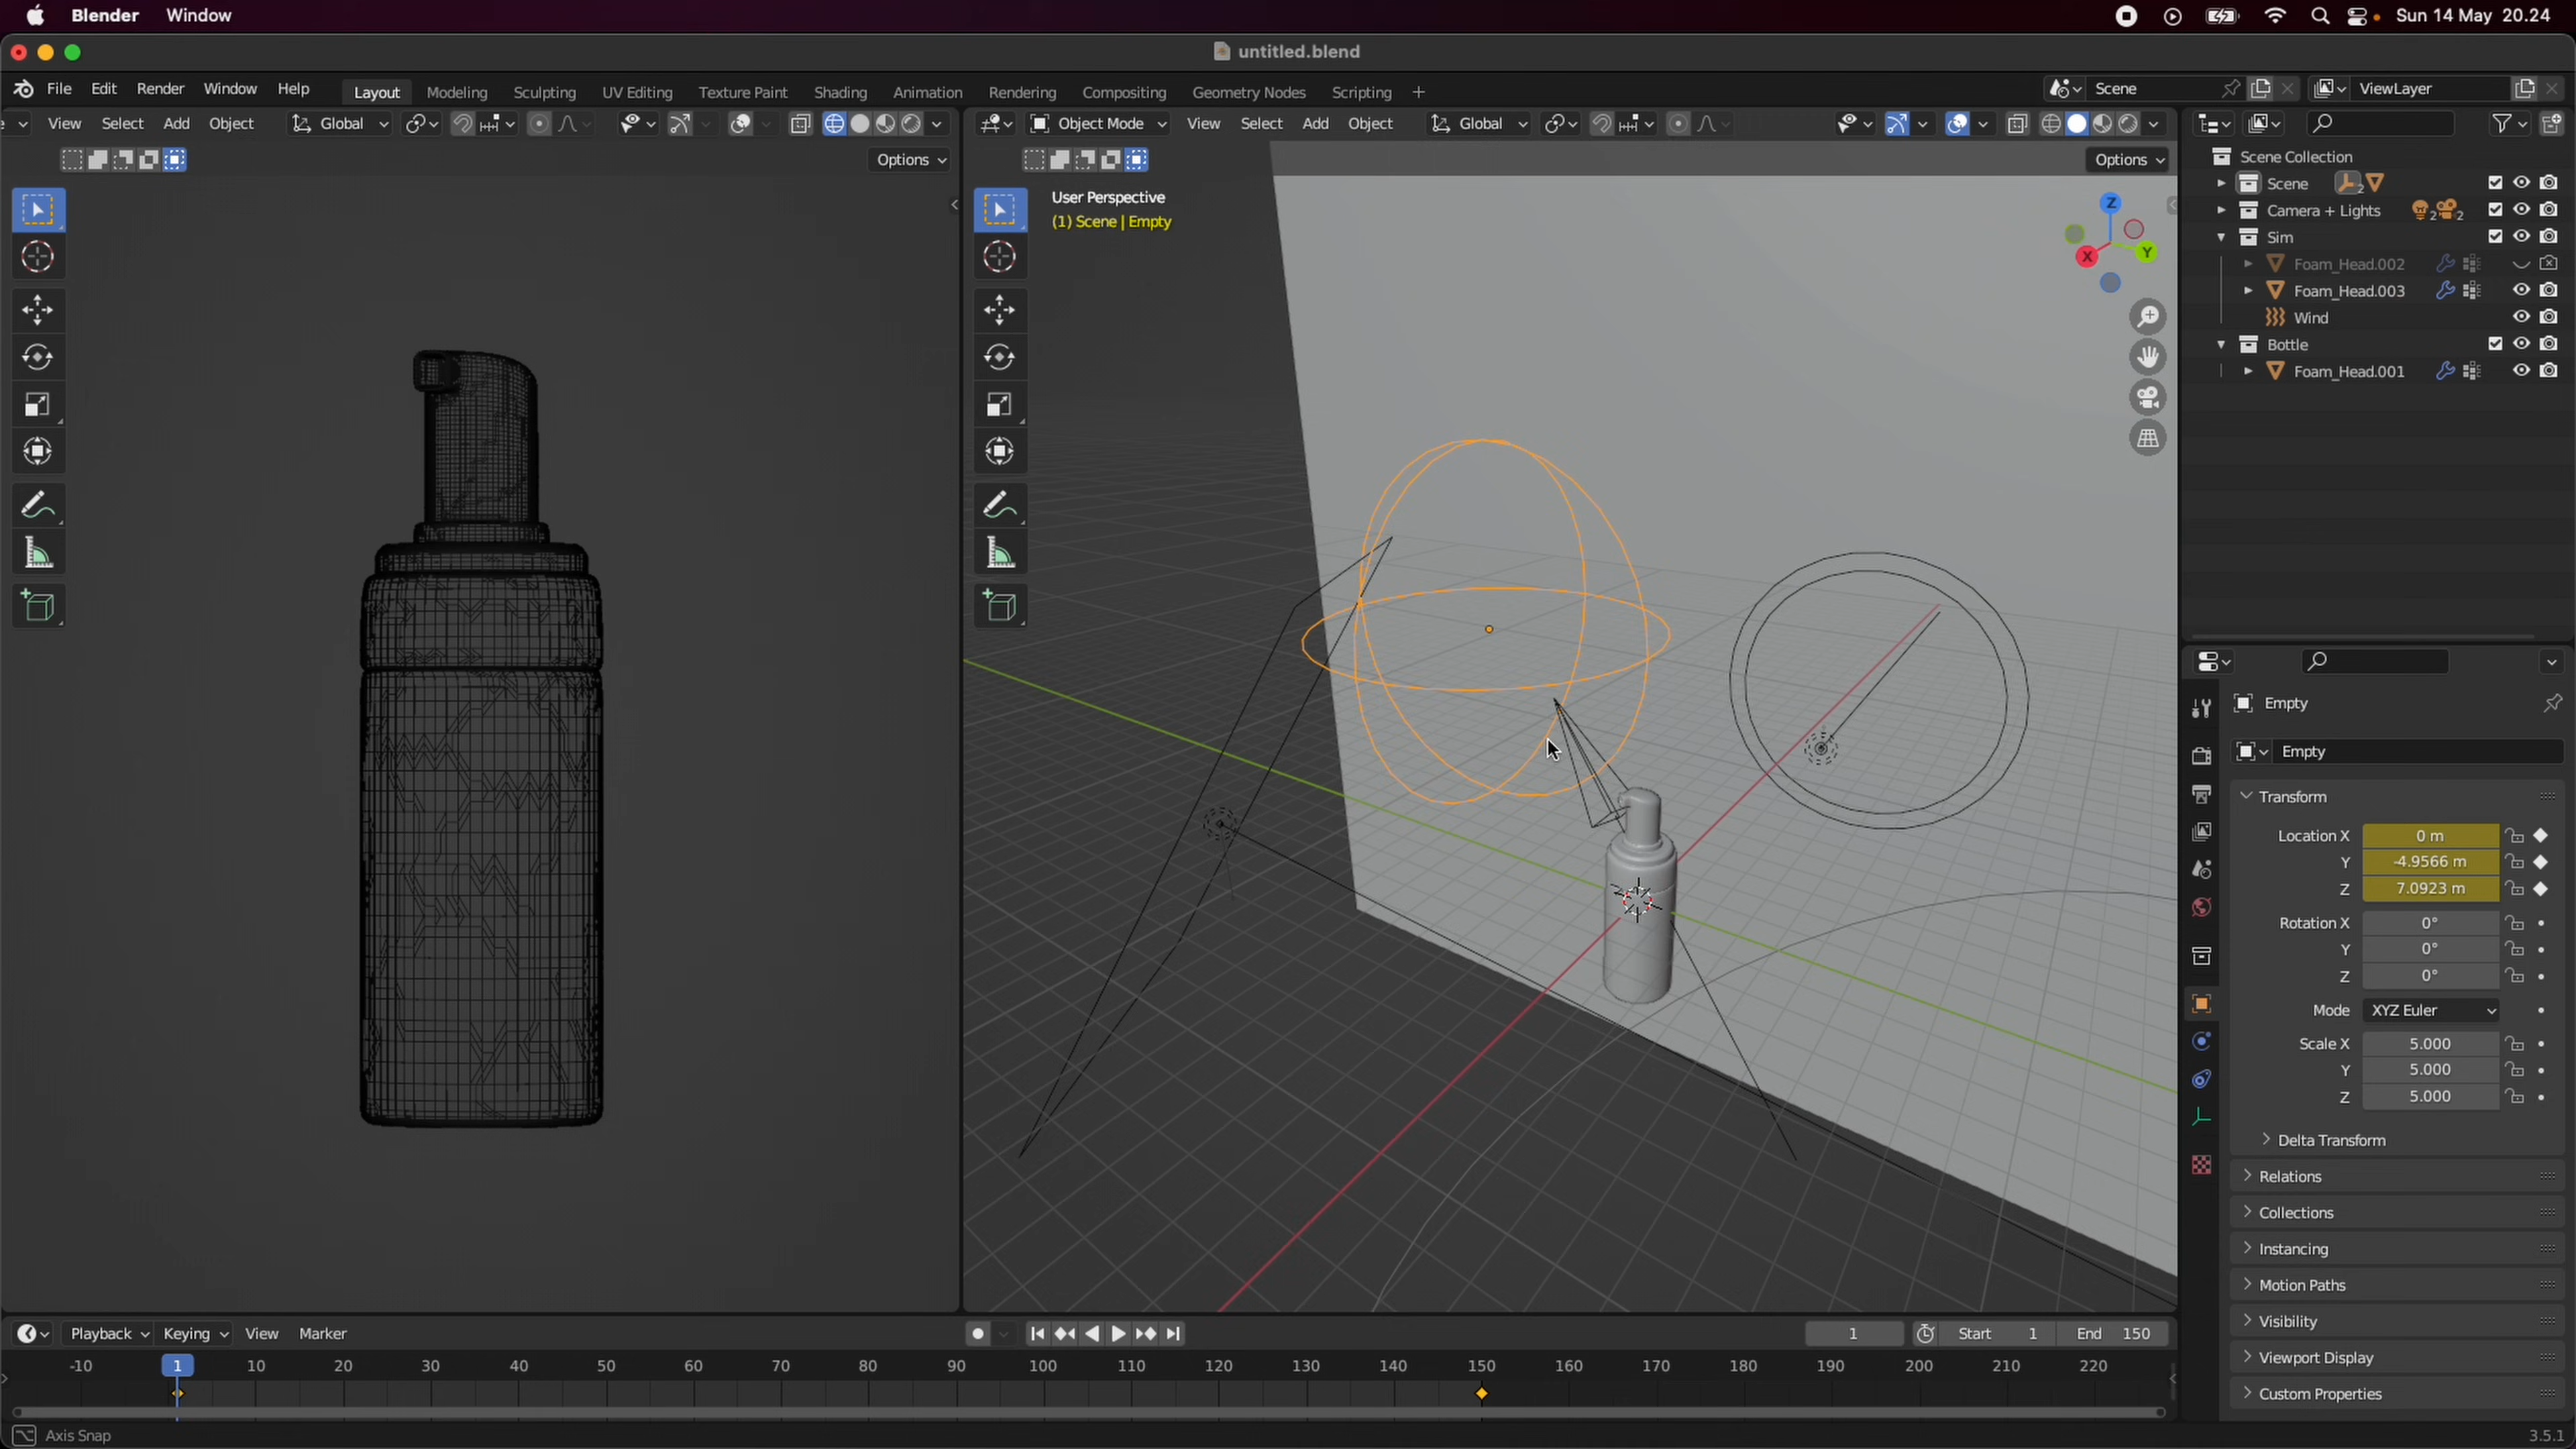 Blender Window Sun 14 May 20.24
untitled.blend
File Edit Render Window Help Layout Modeling Sculpting UV Editing Texture Paint Shading Animation Rendering Compositing Geometry Nodes Scripting + Scene ViewLayer
View Select Add Object Global Object Mode View Select Add Object Global
Options Options
User Perspective
(1) Scene | Empty
Z
Y
X
Scene Collection
Scene 2
Camera + Lights 2 2
Sim
Foam_Head.002
Foam_Head.003
Wind
Bottle
Foam_Head.001
Empty
Empty
Transform
Location X 0 m
Y -4.9566 m
Z 7.0923 m
Rotation X 0°
Y 0°
Z 0°
Mode XYZ Euler
Scale X 5.000
Y 5.000
Z 5.000
Delta Transform
Relations
Collections
Instancing
Motion Paths
Visibility
Viewport Display
Custom Properties
Playback Keying View Marker 1 Start 1 End 150
-10 1 10 20 30 40 50 60 70 80 90 100 110 120 130 140 150 160 170 180 190 200 210 220
Axis Snap 3.5.1